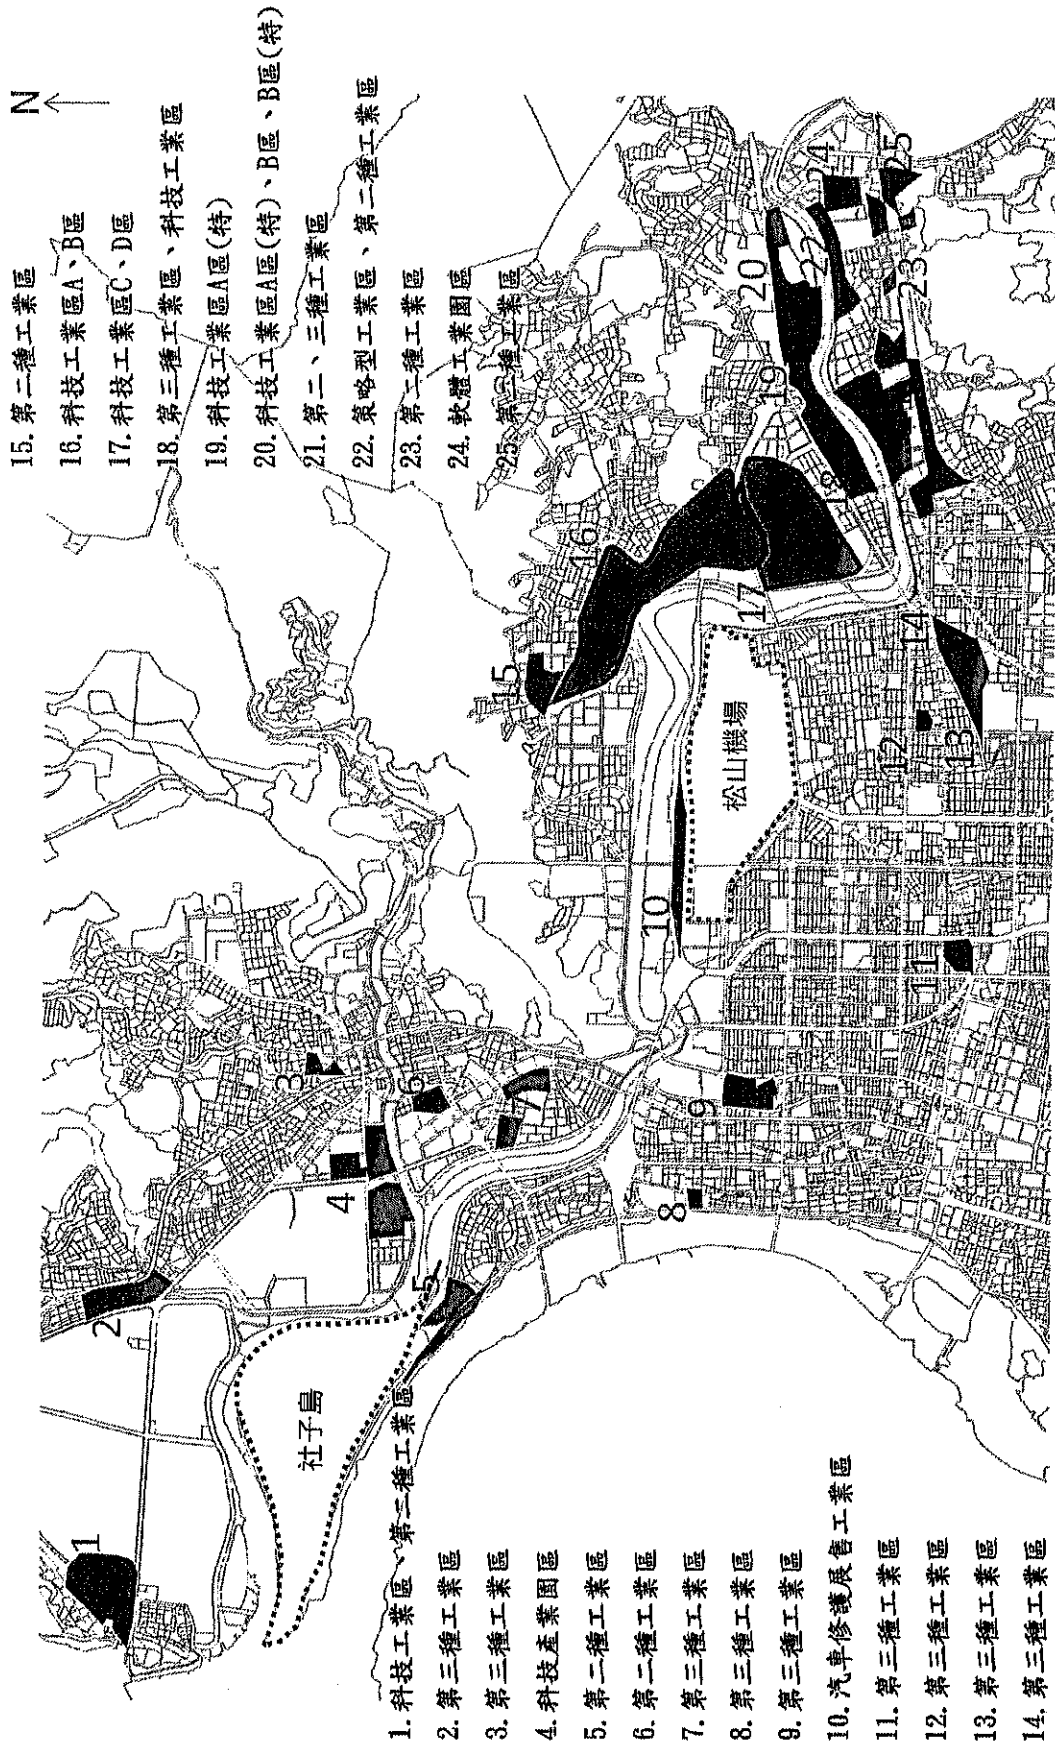 N
15. 第二種工業區
16. 科技工業區A、B區
17. 科技工業區C、D區
18. 第三種工業區、科技工業區
19. 科技工業區A區(特)
20. 科技工業區A區(特)、B區、B區(特)
21. 第二、三種工業區
22. 策略型工業區、第二種工業區
23. 第二種工業區
24. 軟體工業園區
25. 第二種工業區
1
2
3
4
5
6
7
8
9
10
11
12
13
14
15
16
17
18
19
20
22
23
24
25
社子島
松山機場
1. 科技工業區、第二種工業區
2. 第三種工業區
3. 第三種工業區
4. 科技產業園區
5. 第二種工業區
6. 第二種工業區
7. 第三種工業區
8. 第三種工業區
9. 第三種工業區
10. 汽車修護展售工業區
11. 第三種工業區
12. 第三種工業區
13. 第三種工業區
14. 第三種工業區